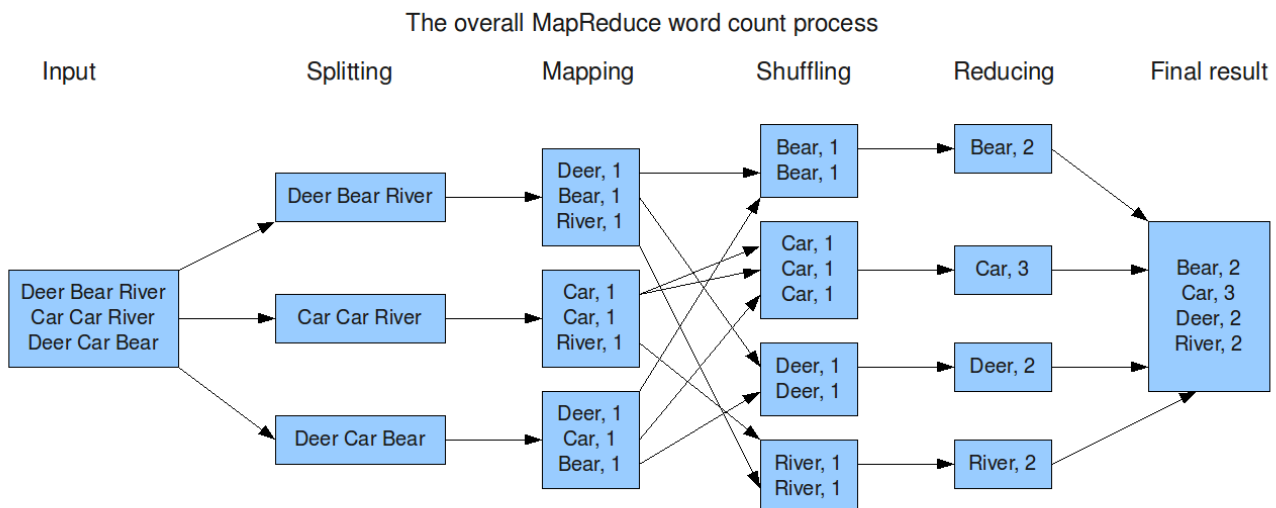 The overall MapReduce word count process
Input
Splitting
Mapping
Shuffling
Reducing
Final result
Deer Bear River
Car Car River
Deer Car Bear
Deer Bear River
Car Car River
Deer Car Bear
Deer, 1
Bear, 1
River, 1
Car, 1
Car, 1
River, 1
Deer, 1
Car, 1
Bear, 1
Bear, 1
Bear, 1
Car, 1
Car, 1
Car, 1
Deer, 1
Deer, 1
River, 1
River, 1
Bear, 2
Car, 3
Deer, 2
River, 2
Bear, 2
Car, 3
Deer, 2
River, 2